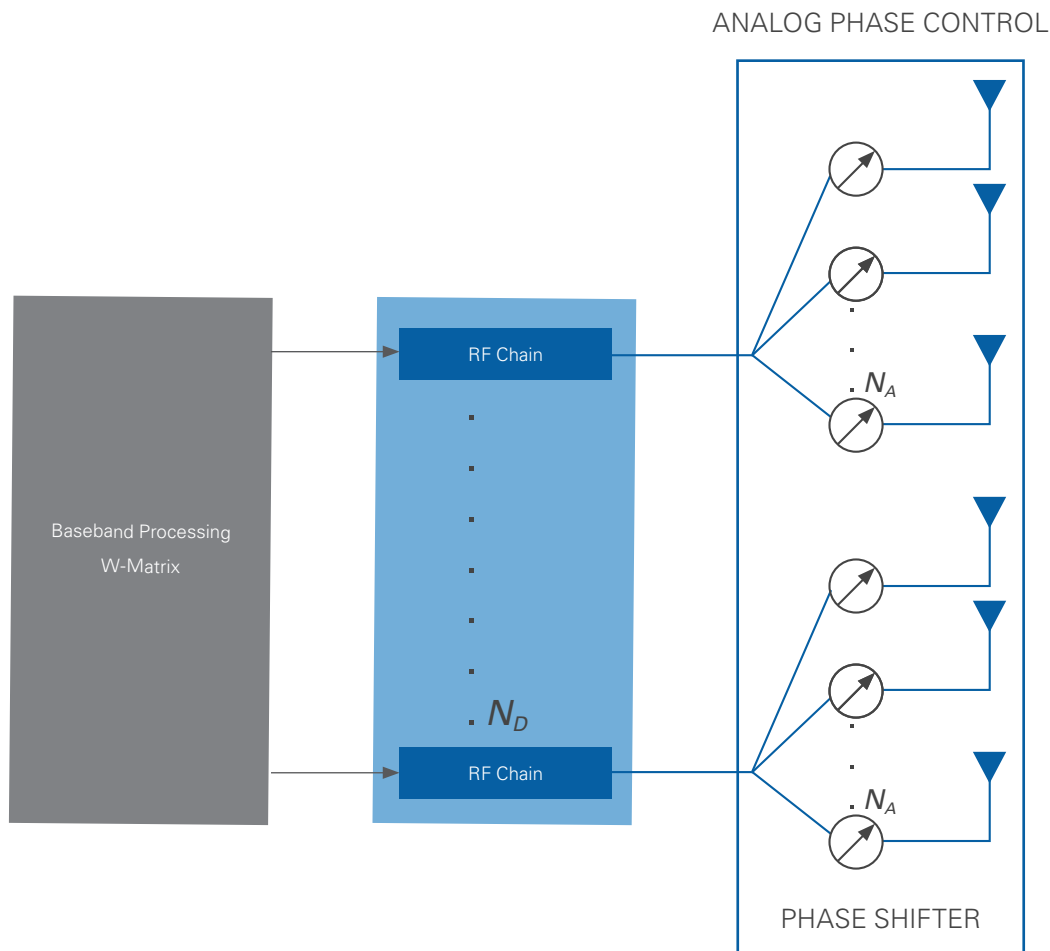 ANALOG PHASE CONTROL
RF Chain
N_A
Baseband Processing
W-Matrix
N_D
RF Chain
N_A
PHASE SHIFTER